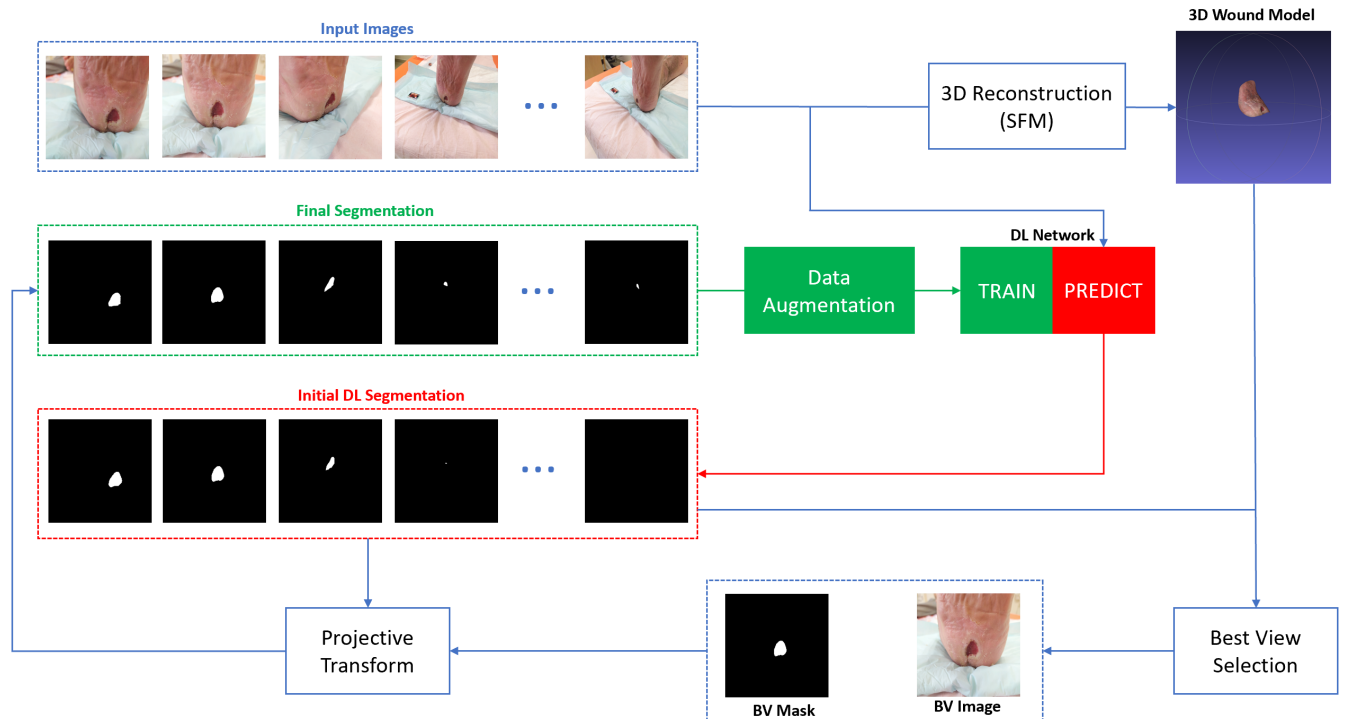 Input Images
3D Wound Model
3D Reconstruction
(SFM)
Final Segmentation
DL Network
Data
Augmentation
TRAIN
PREDICT
Initial DL Segmentation
Projective
Transform
BV Mask
BV Image
Best View
Selection